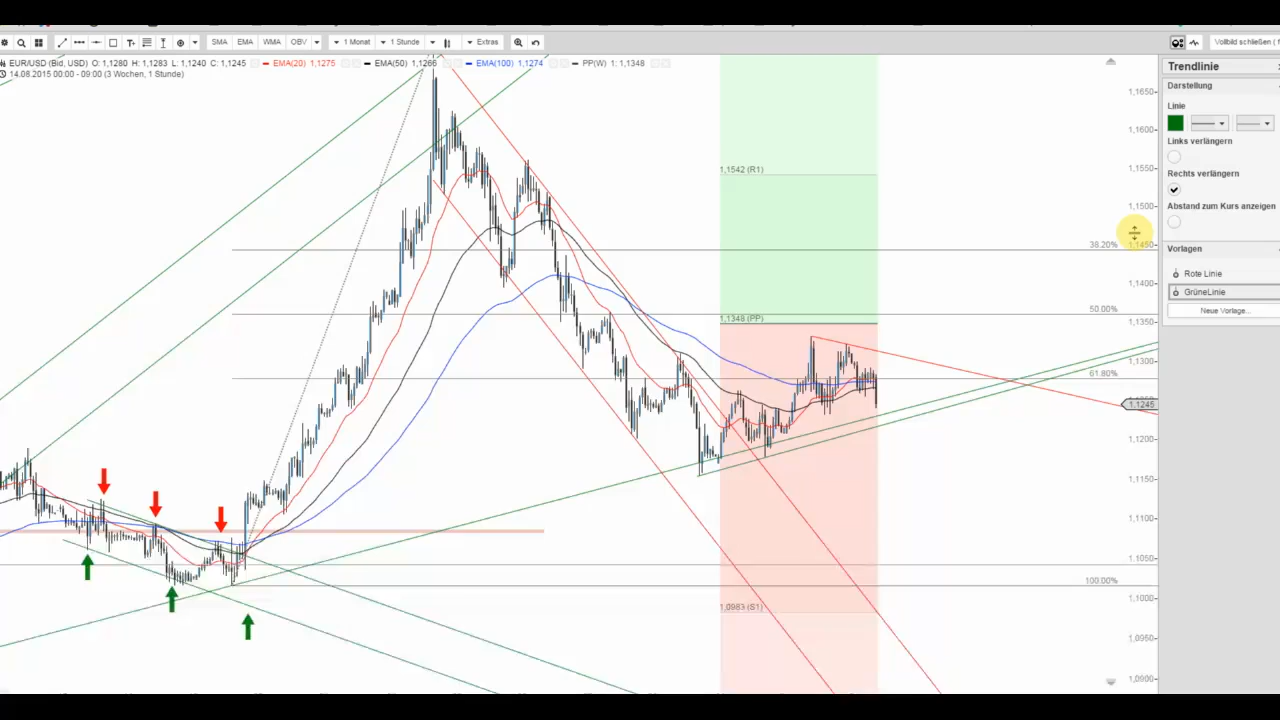 SMA EMA WMA OBV 1 Monat 1 Stunde Extras Vollbild schließen (
EUR/USD (Bid, USD) O: 1,1280 H: 1,1283 L: 1,1240 C: 1,1245 EMA(20) 1,1275 EMA(50) 1,1266 EMA(100) 1,1274 PP(W) 1: 1,1348
14.08.2015 00:00 - 09:00 (3 Wochen, 1 Stunde)
Trendlinie
Darstellung
Linie
Links verlängern
Rechts verlängern
Abstand zum Kurs anzeigen
Vorlagen
Rote Linie
GrüneLinie
Neue Vorlage...
1,1650
1,1600
1,1550
1,1500
1,1450
1,1400
1,1350
1,1300
1,1245
1,1200
1,1150
1,1100
1,1050
1,1000
1,0950
1,0900
1,1542 (R1)
38.20%
50.00%
1,1348 (PP)
61.80%
100.00%
1,0983 (S1)